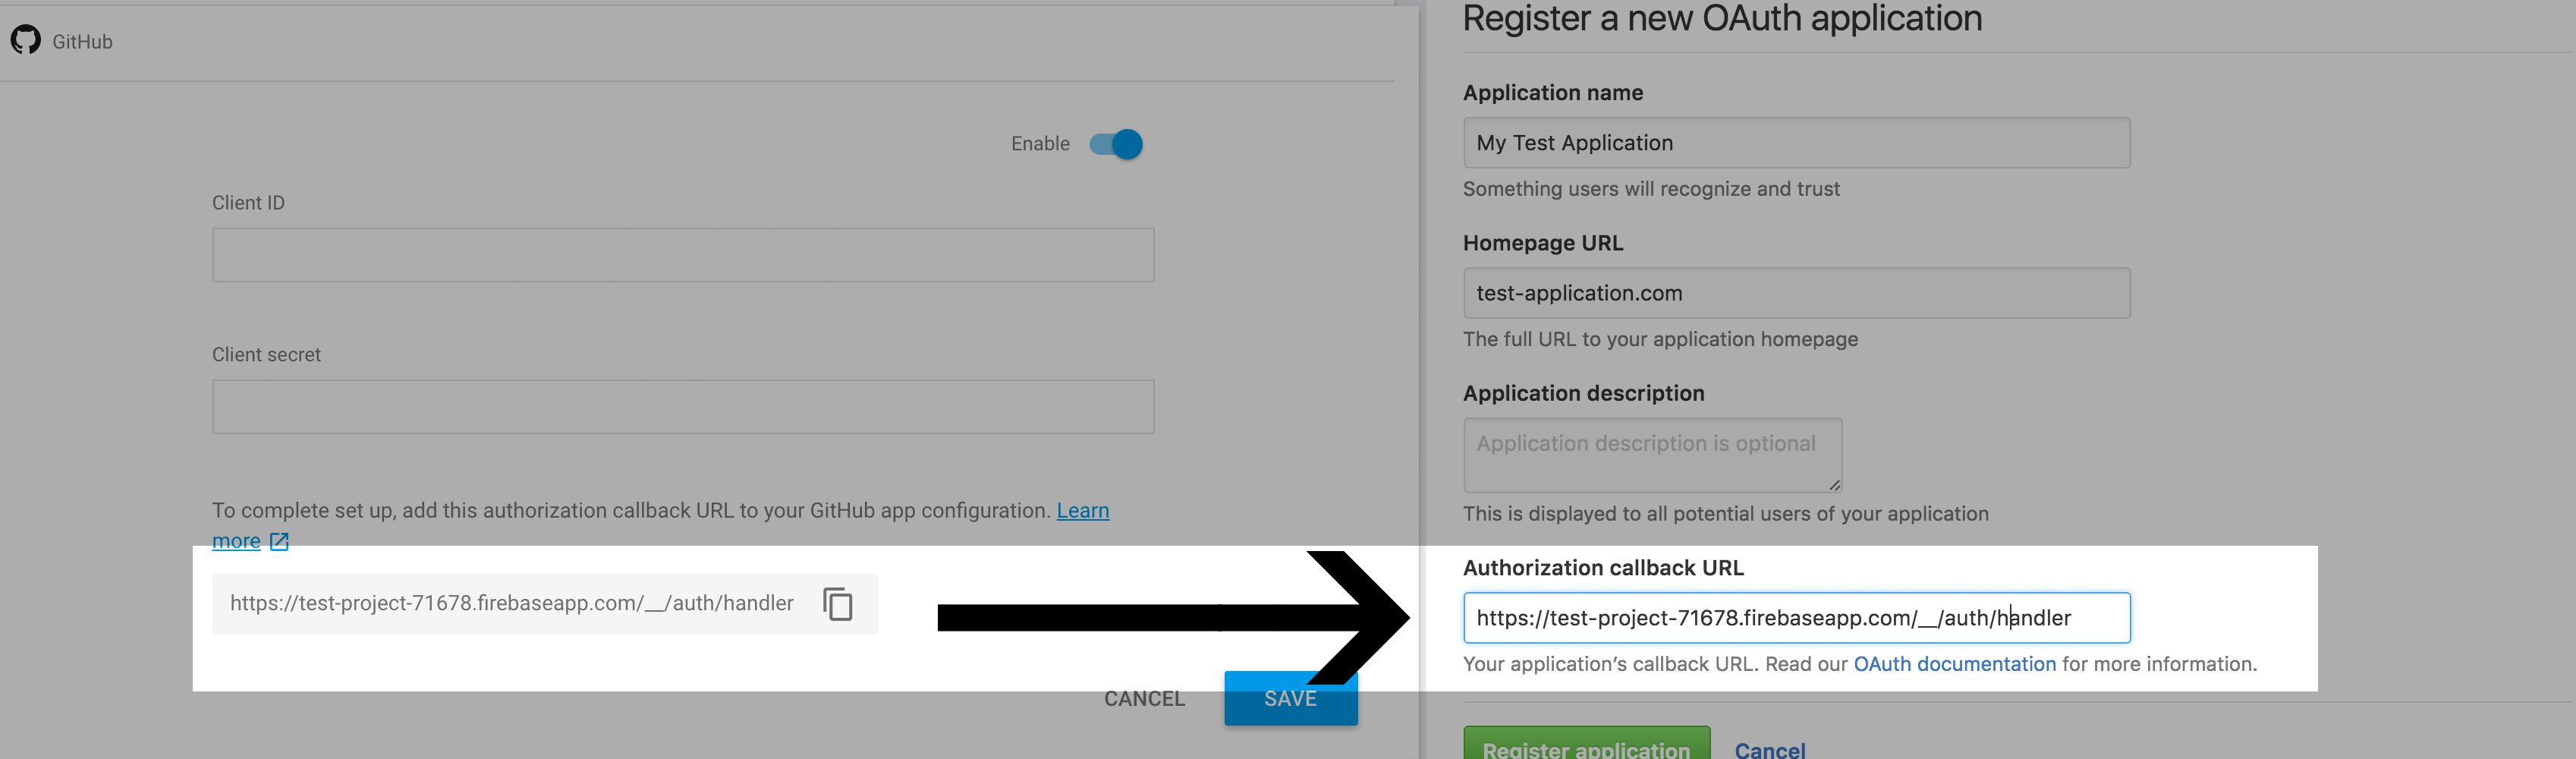 GitHub
Enable
Client ID
Client secret
To complete set up, add this authorization callback URL to your GitHub app configuration. Learn
more
https://test-project-71678.firebaseapp.com/__/auth/handler
CANCEL
SAVE
Register a new OAuth application
Application name
My Test Application
Something users will recognize and trust
Homepage URL
test-application.com
The full URL to your application homepage
Application description
Application description is optional
This is displayed to all potential users of your application
Authorization callback URL
https://test-project-71678.firebaseapp.com/__/auth/handler
Your application’s callback URL. Read our OAuth documentation for more information.
Register application
Cancel